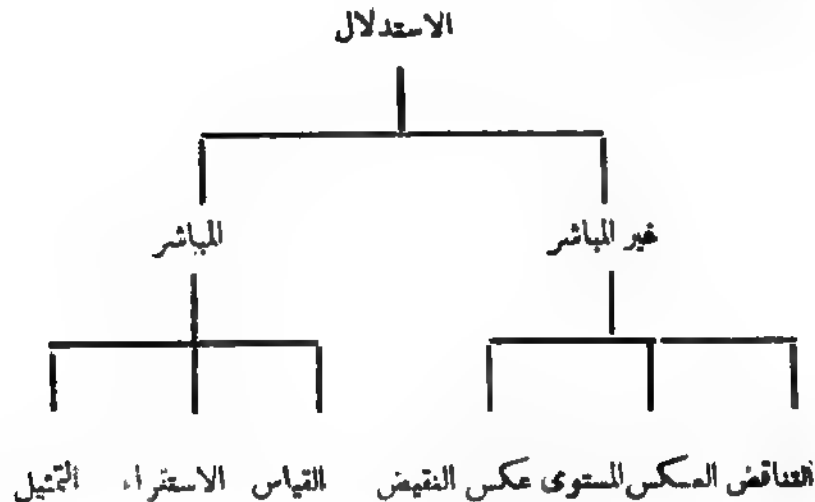 الاستدلال
غير المباشر المباشر
التناقض العكس المستوى عكس النقيض القياس الاستقراء التمثيل